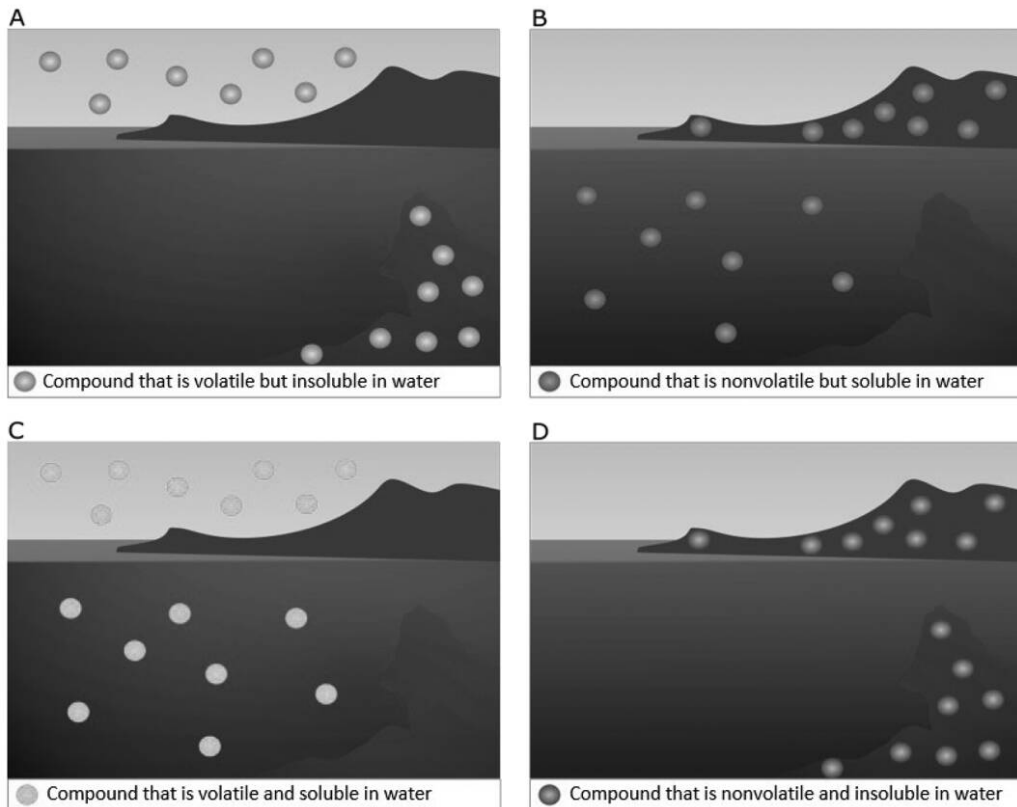 A
B
Compound that is volatile but insoluble in water
Compound that is nonvolatile but soluble in water
C
D
Compound that is volatile and soluble in water
Compound that is nonvolatile and insoluble in water